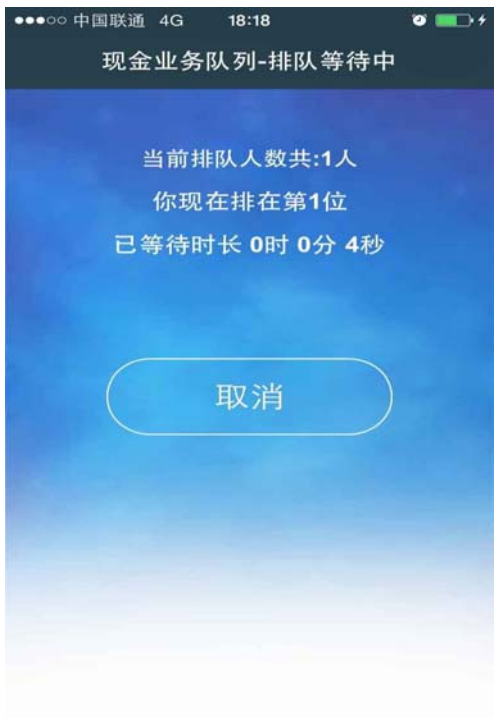 中国联通 4G 18:18
现金业务队列-排队等待中
当前排队人数共:1人
你现在排在第1位
已等待时长 0时 0分 4秒
取消